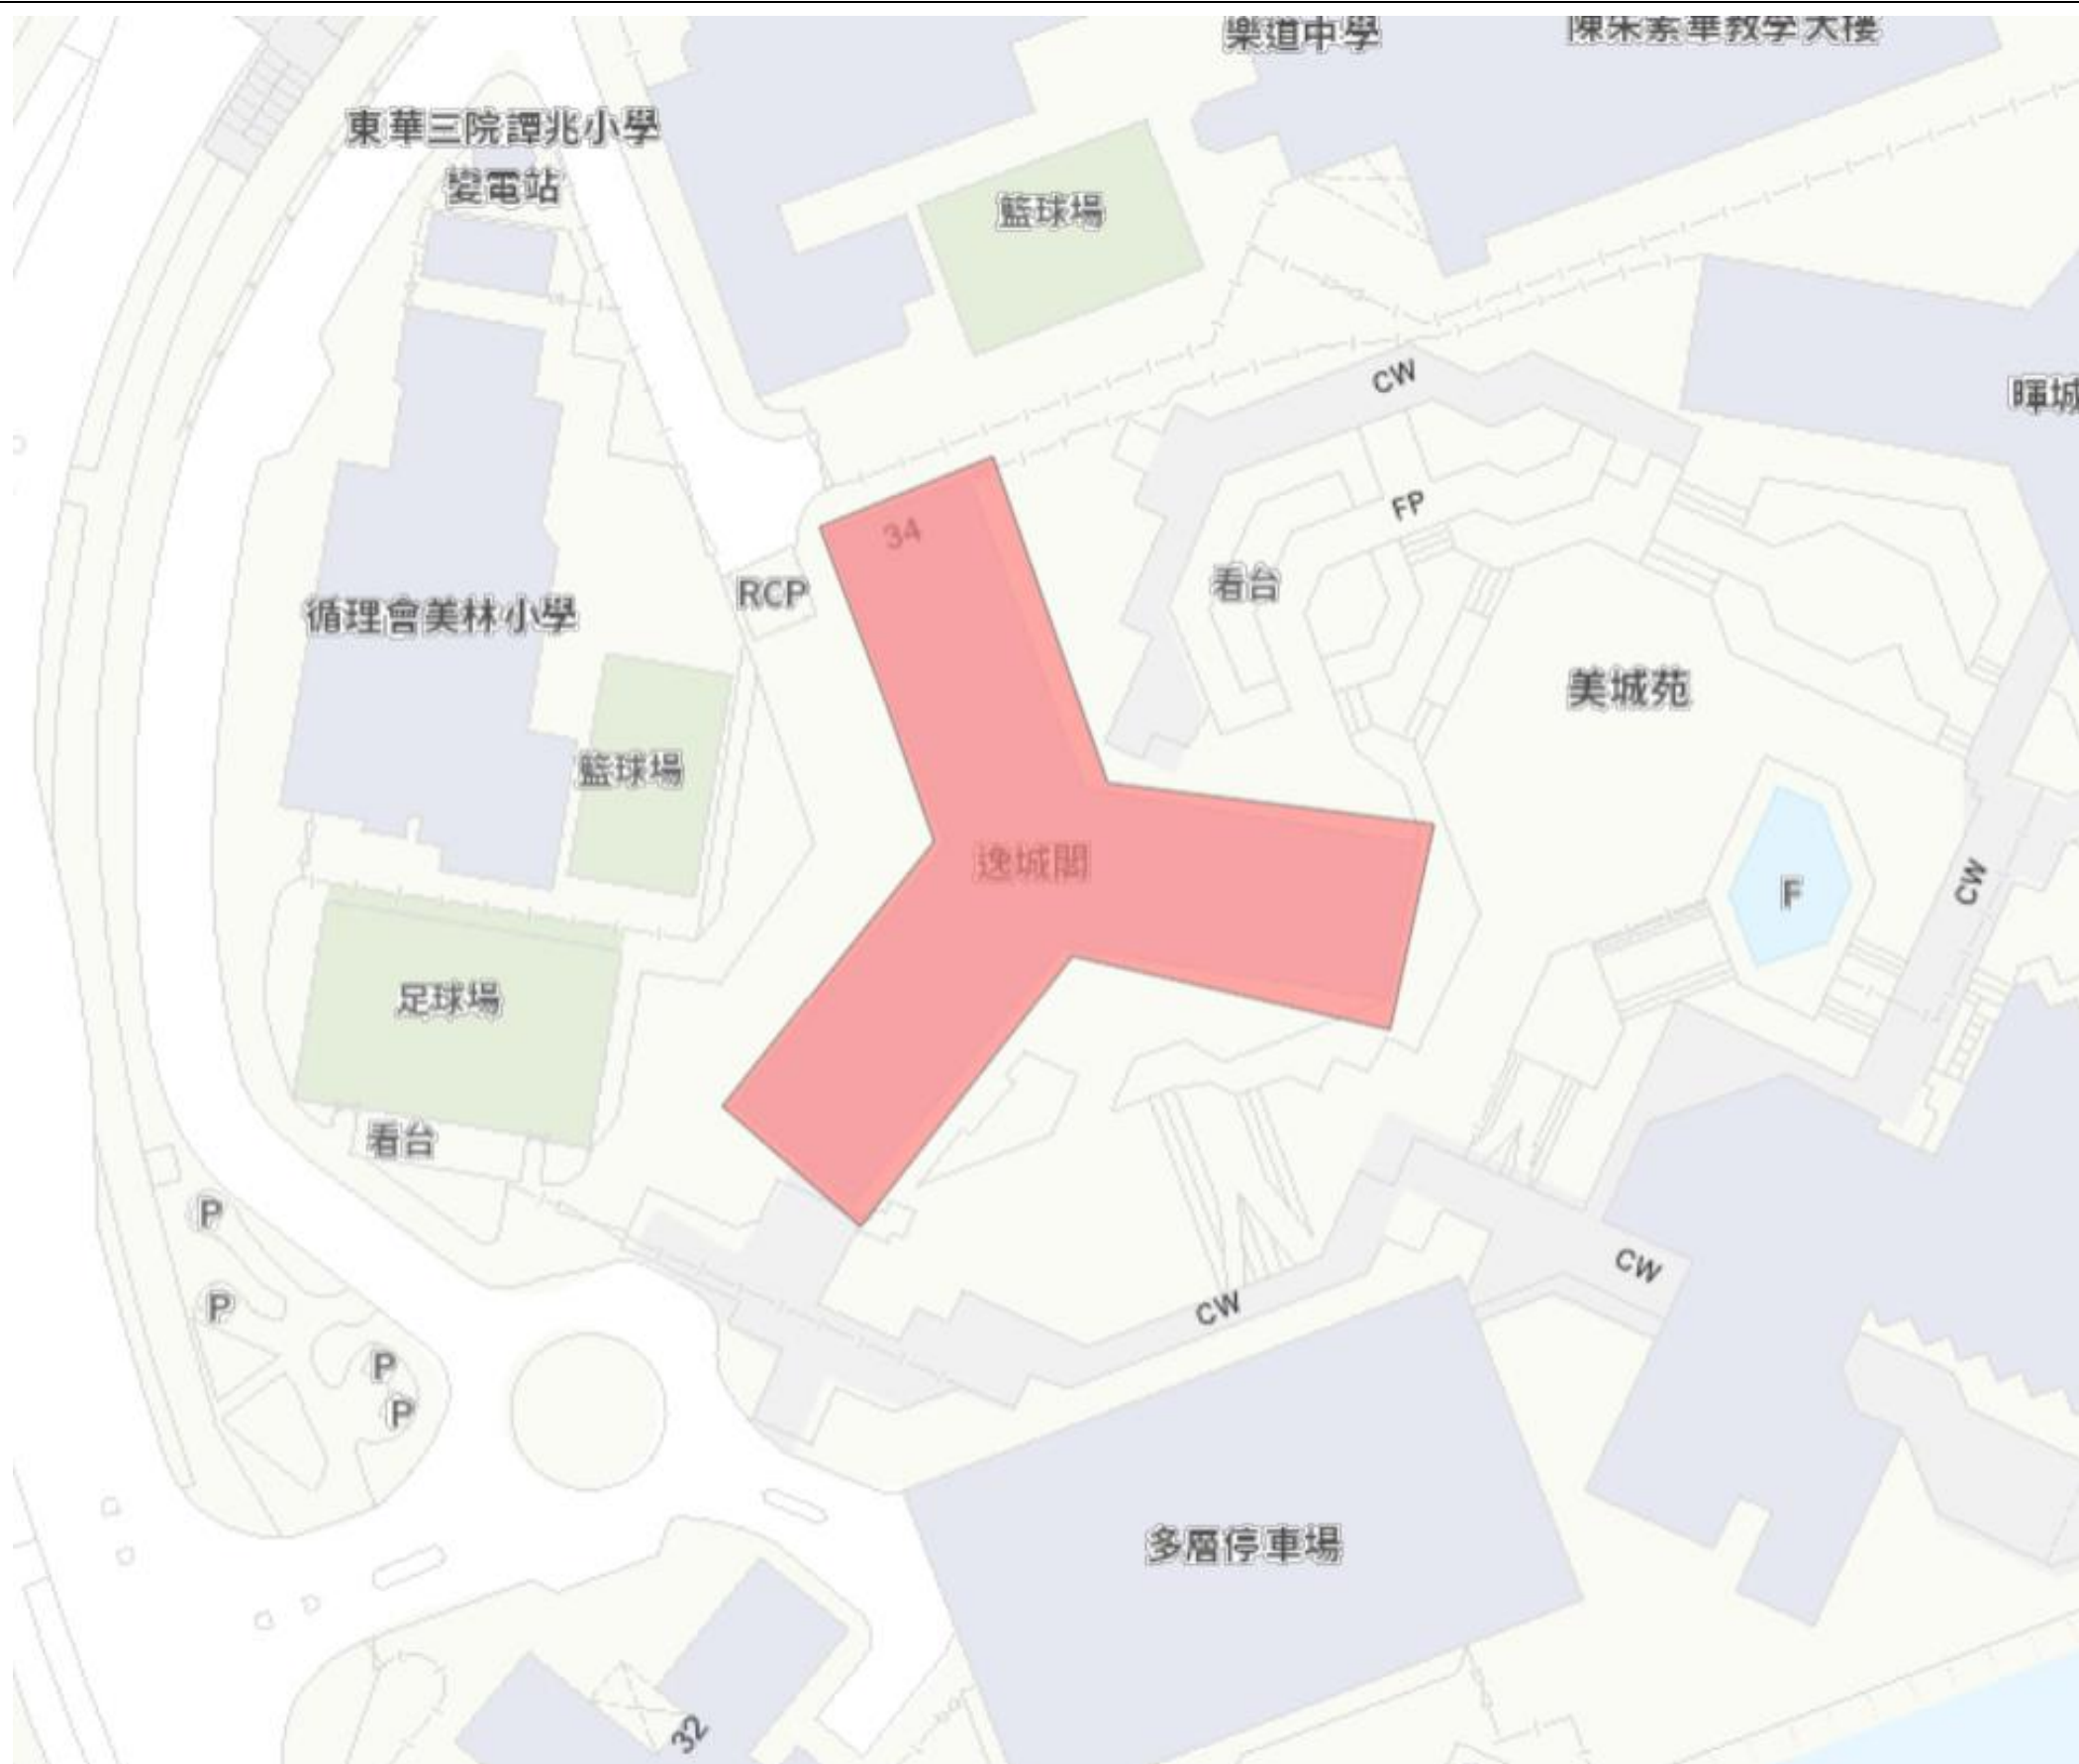 樂道中學
陳朱素華教學大樓
東華三院譚兆小學
變電站
籃球場
CW
暉城
34
FP
RCP
看台
循理會美林小學
美城苑
籃球場
逸城閣
F
CW
足球場
看台
P
P
CW
CW
P
P
多層停車場
32